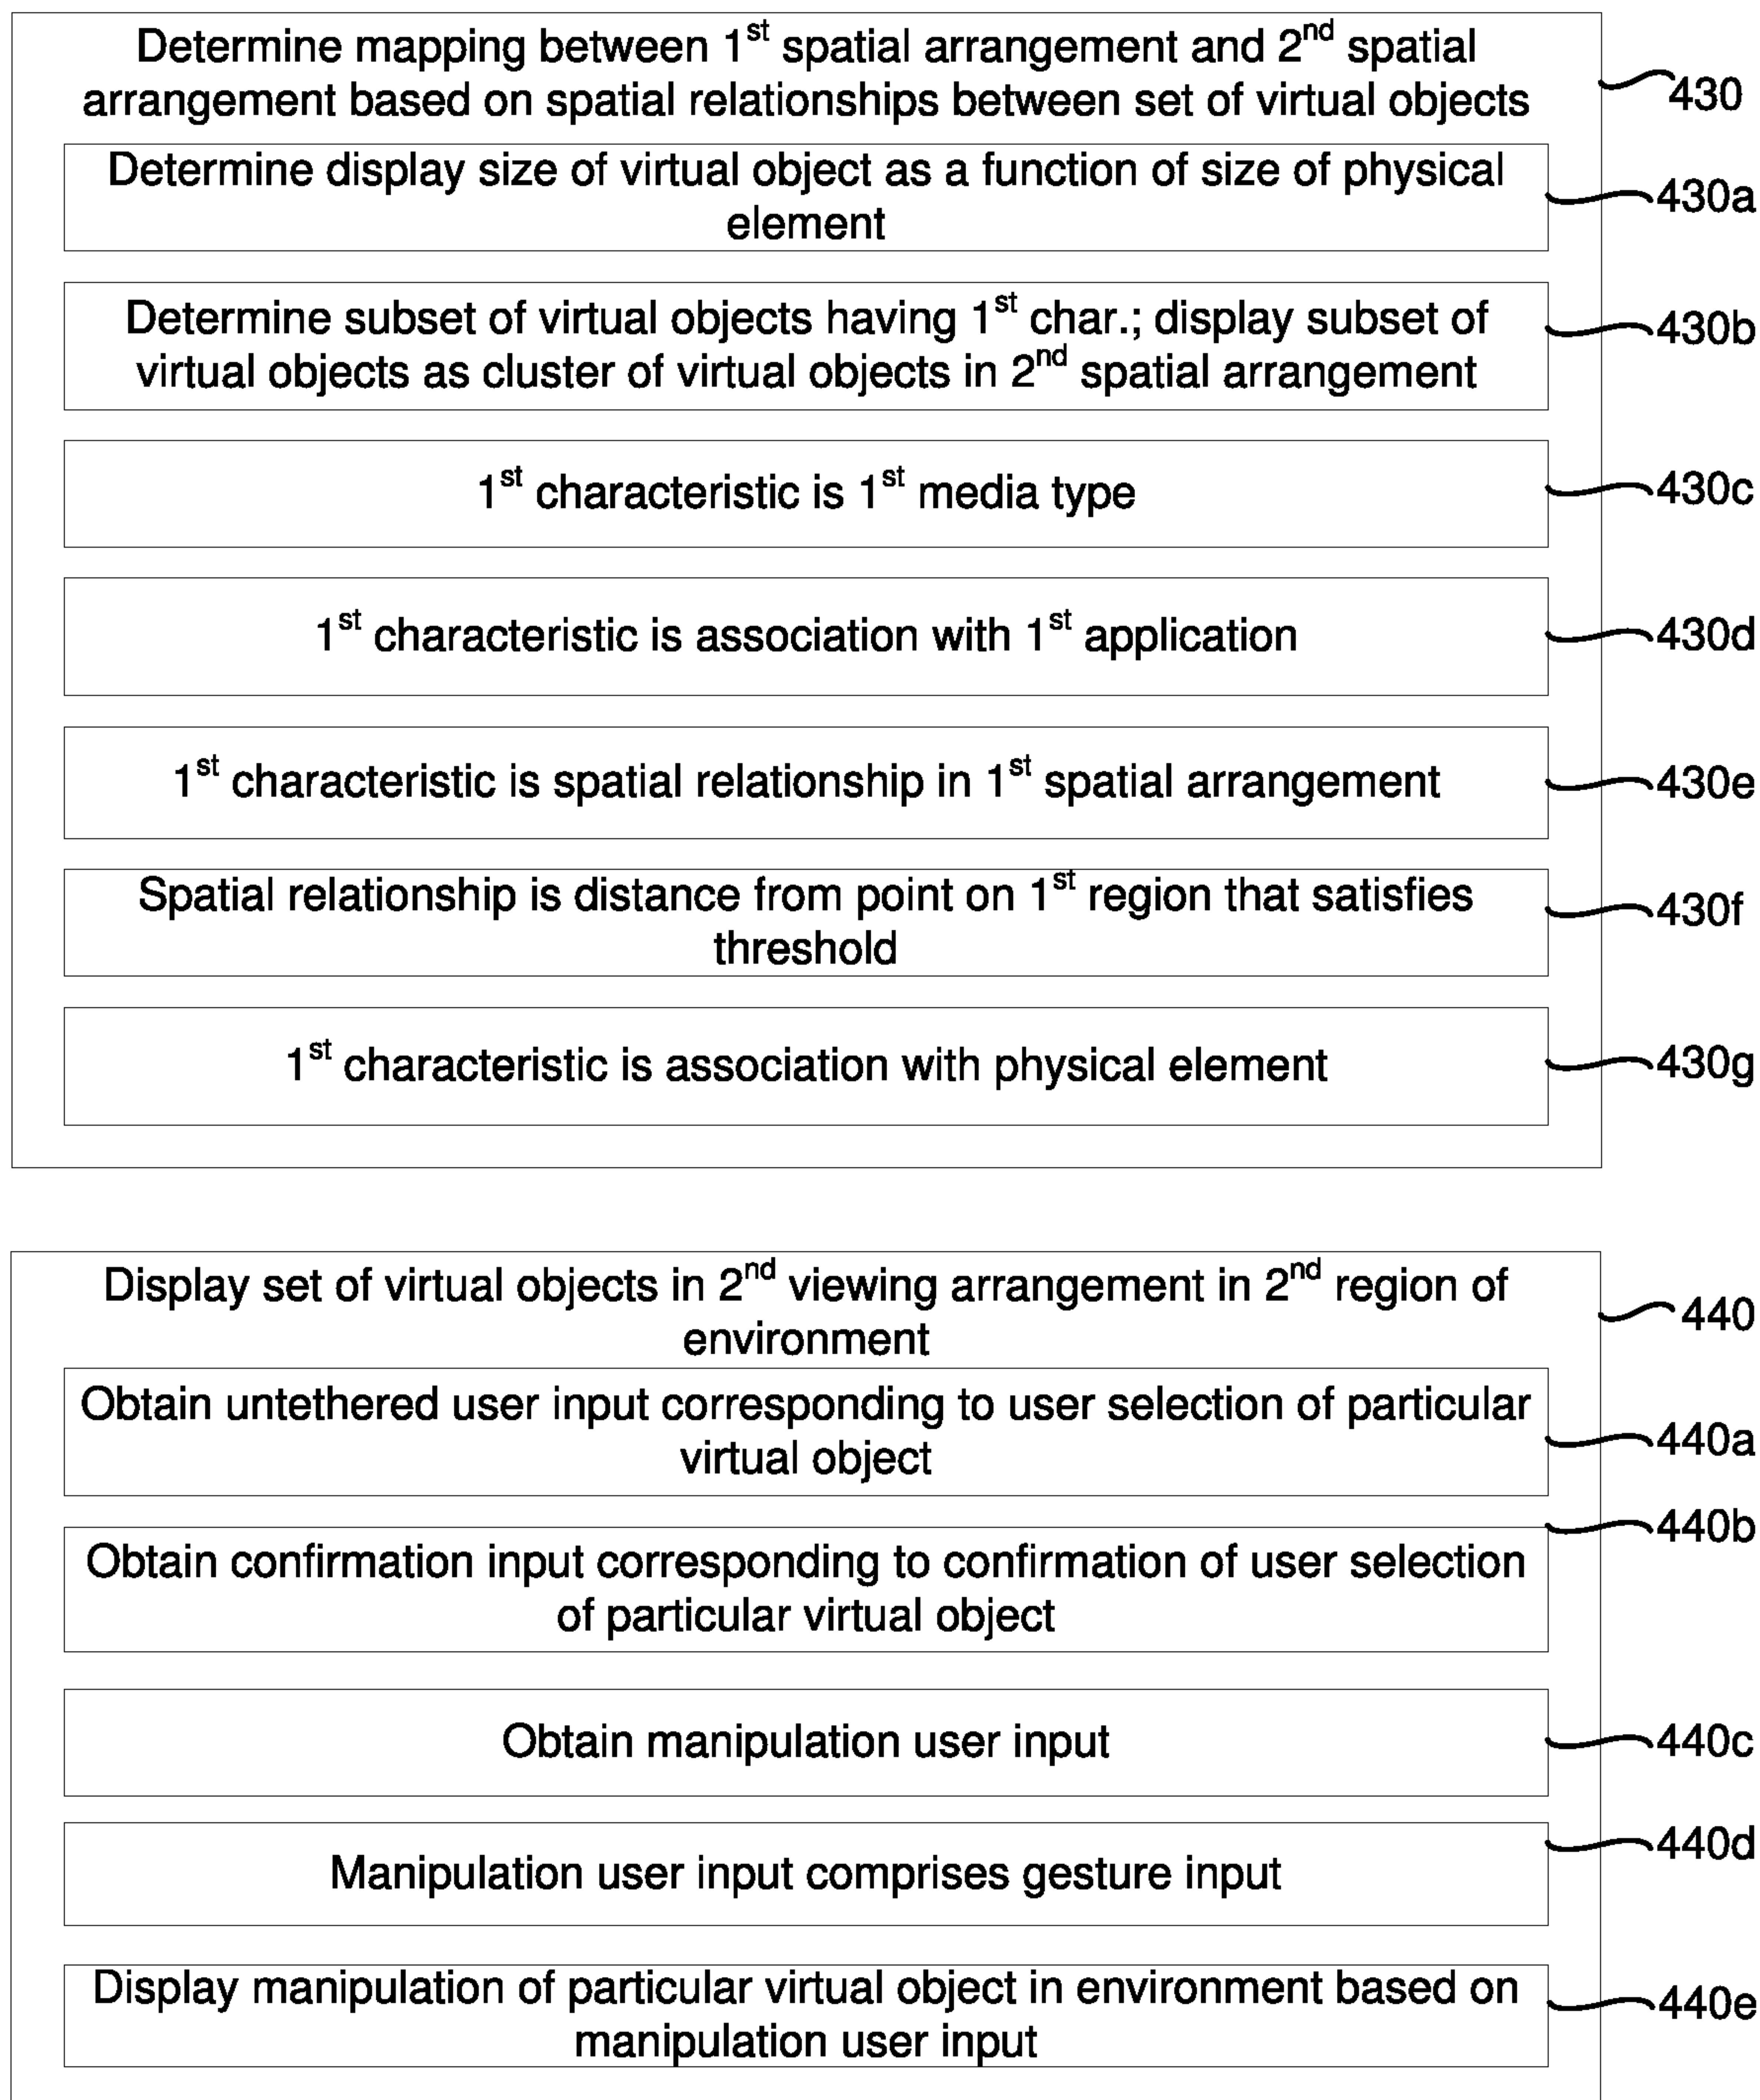 Determine mapping between 1st spatial arrangement and 2nd spatial
arrangement based on spatial relationships between set of virtual objects
430
Determine display size of virtual object as a function of size of physical
element
430a
Determine subset of virtual objects having 1st char.; display subset of
virtual objects as cluster of virtual objects in 2nd spatial arrangement
430b
1st characteristic is 1st media type
430c
1st characteristic is association with 1st application
430d
1st characteristic is spatial relationship in 1st spatial arrangement
430e
Spatial relationship is distance from point on 1st region that satisfies
threshold
430f
1st characteristic is association with physical element
430g
Display set of virtual objects in 2nd viewing arrangement in 2nd region of
environment
440
Obtain untethered user input corresponding to user selection of particular
virtual object
440a
Obtain confirmation input corresponding to confirmation of user selection
of particular virtual object
440b
Obtain manipulation user input
440c
Manipulation user input comprises gesture input
440d
Display manipulation of particular virtual object in environment based on
manipulation user input
440e